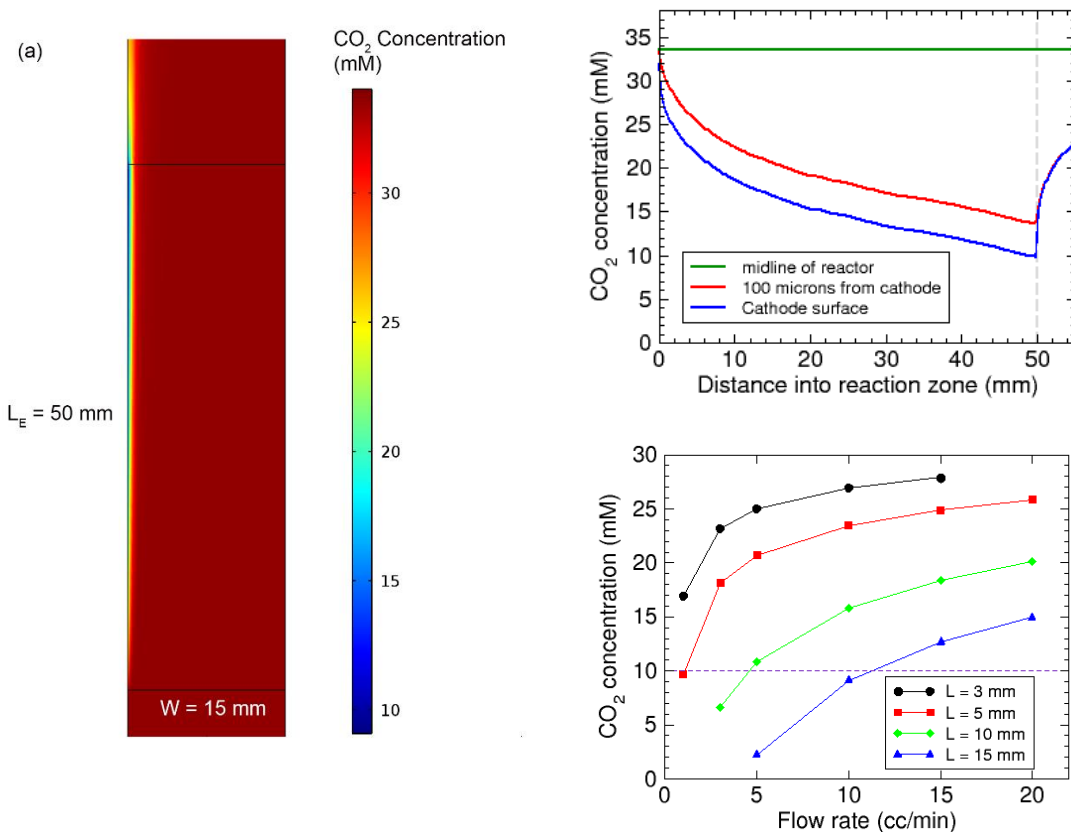 (a)
CO₂ Concentration
(mM)
30
25
20
15
10
L_E = 50 mm
W = 15 mm
CO₂ concentration (mM)
35
30
25
20
15
10
5
0
midline of reactor
100 microns from cathode
Cathode surface
0 10 20 30 40 50
Distance into reaction zone (mm)
CO₂ concentration (mM)
30
25
20
15
10
5
0
L = 3 mm
L = 5 mm
L = 10 mm
L = 15 mm
0 5 10 15 20
Flow rate (cc/min)